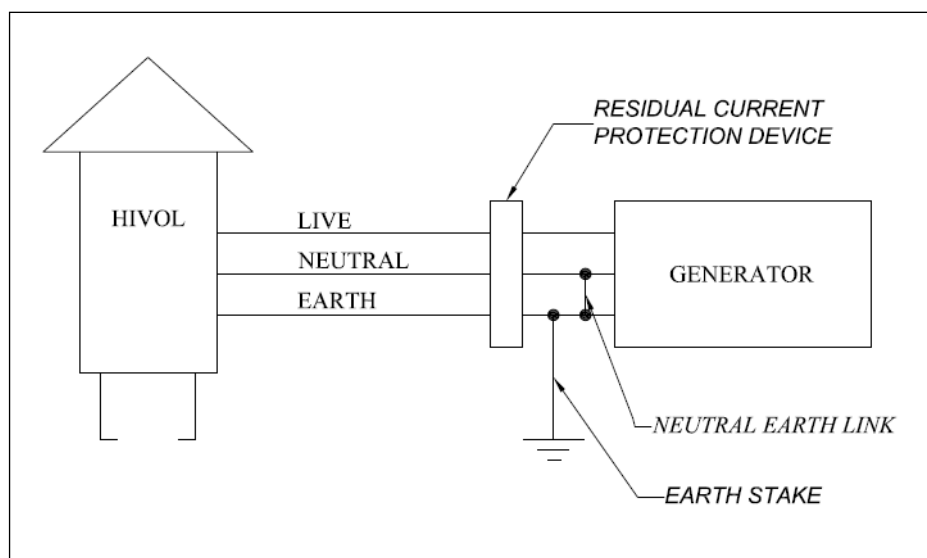 RESIDUAL CURRENT
PROTECTION DEVICE
HIVOL
LIVE
NEUTRAL
EARTH
GENERATOR
NEUTRAL EARTH LINK
EARTH STAKE